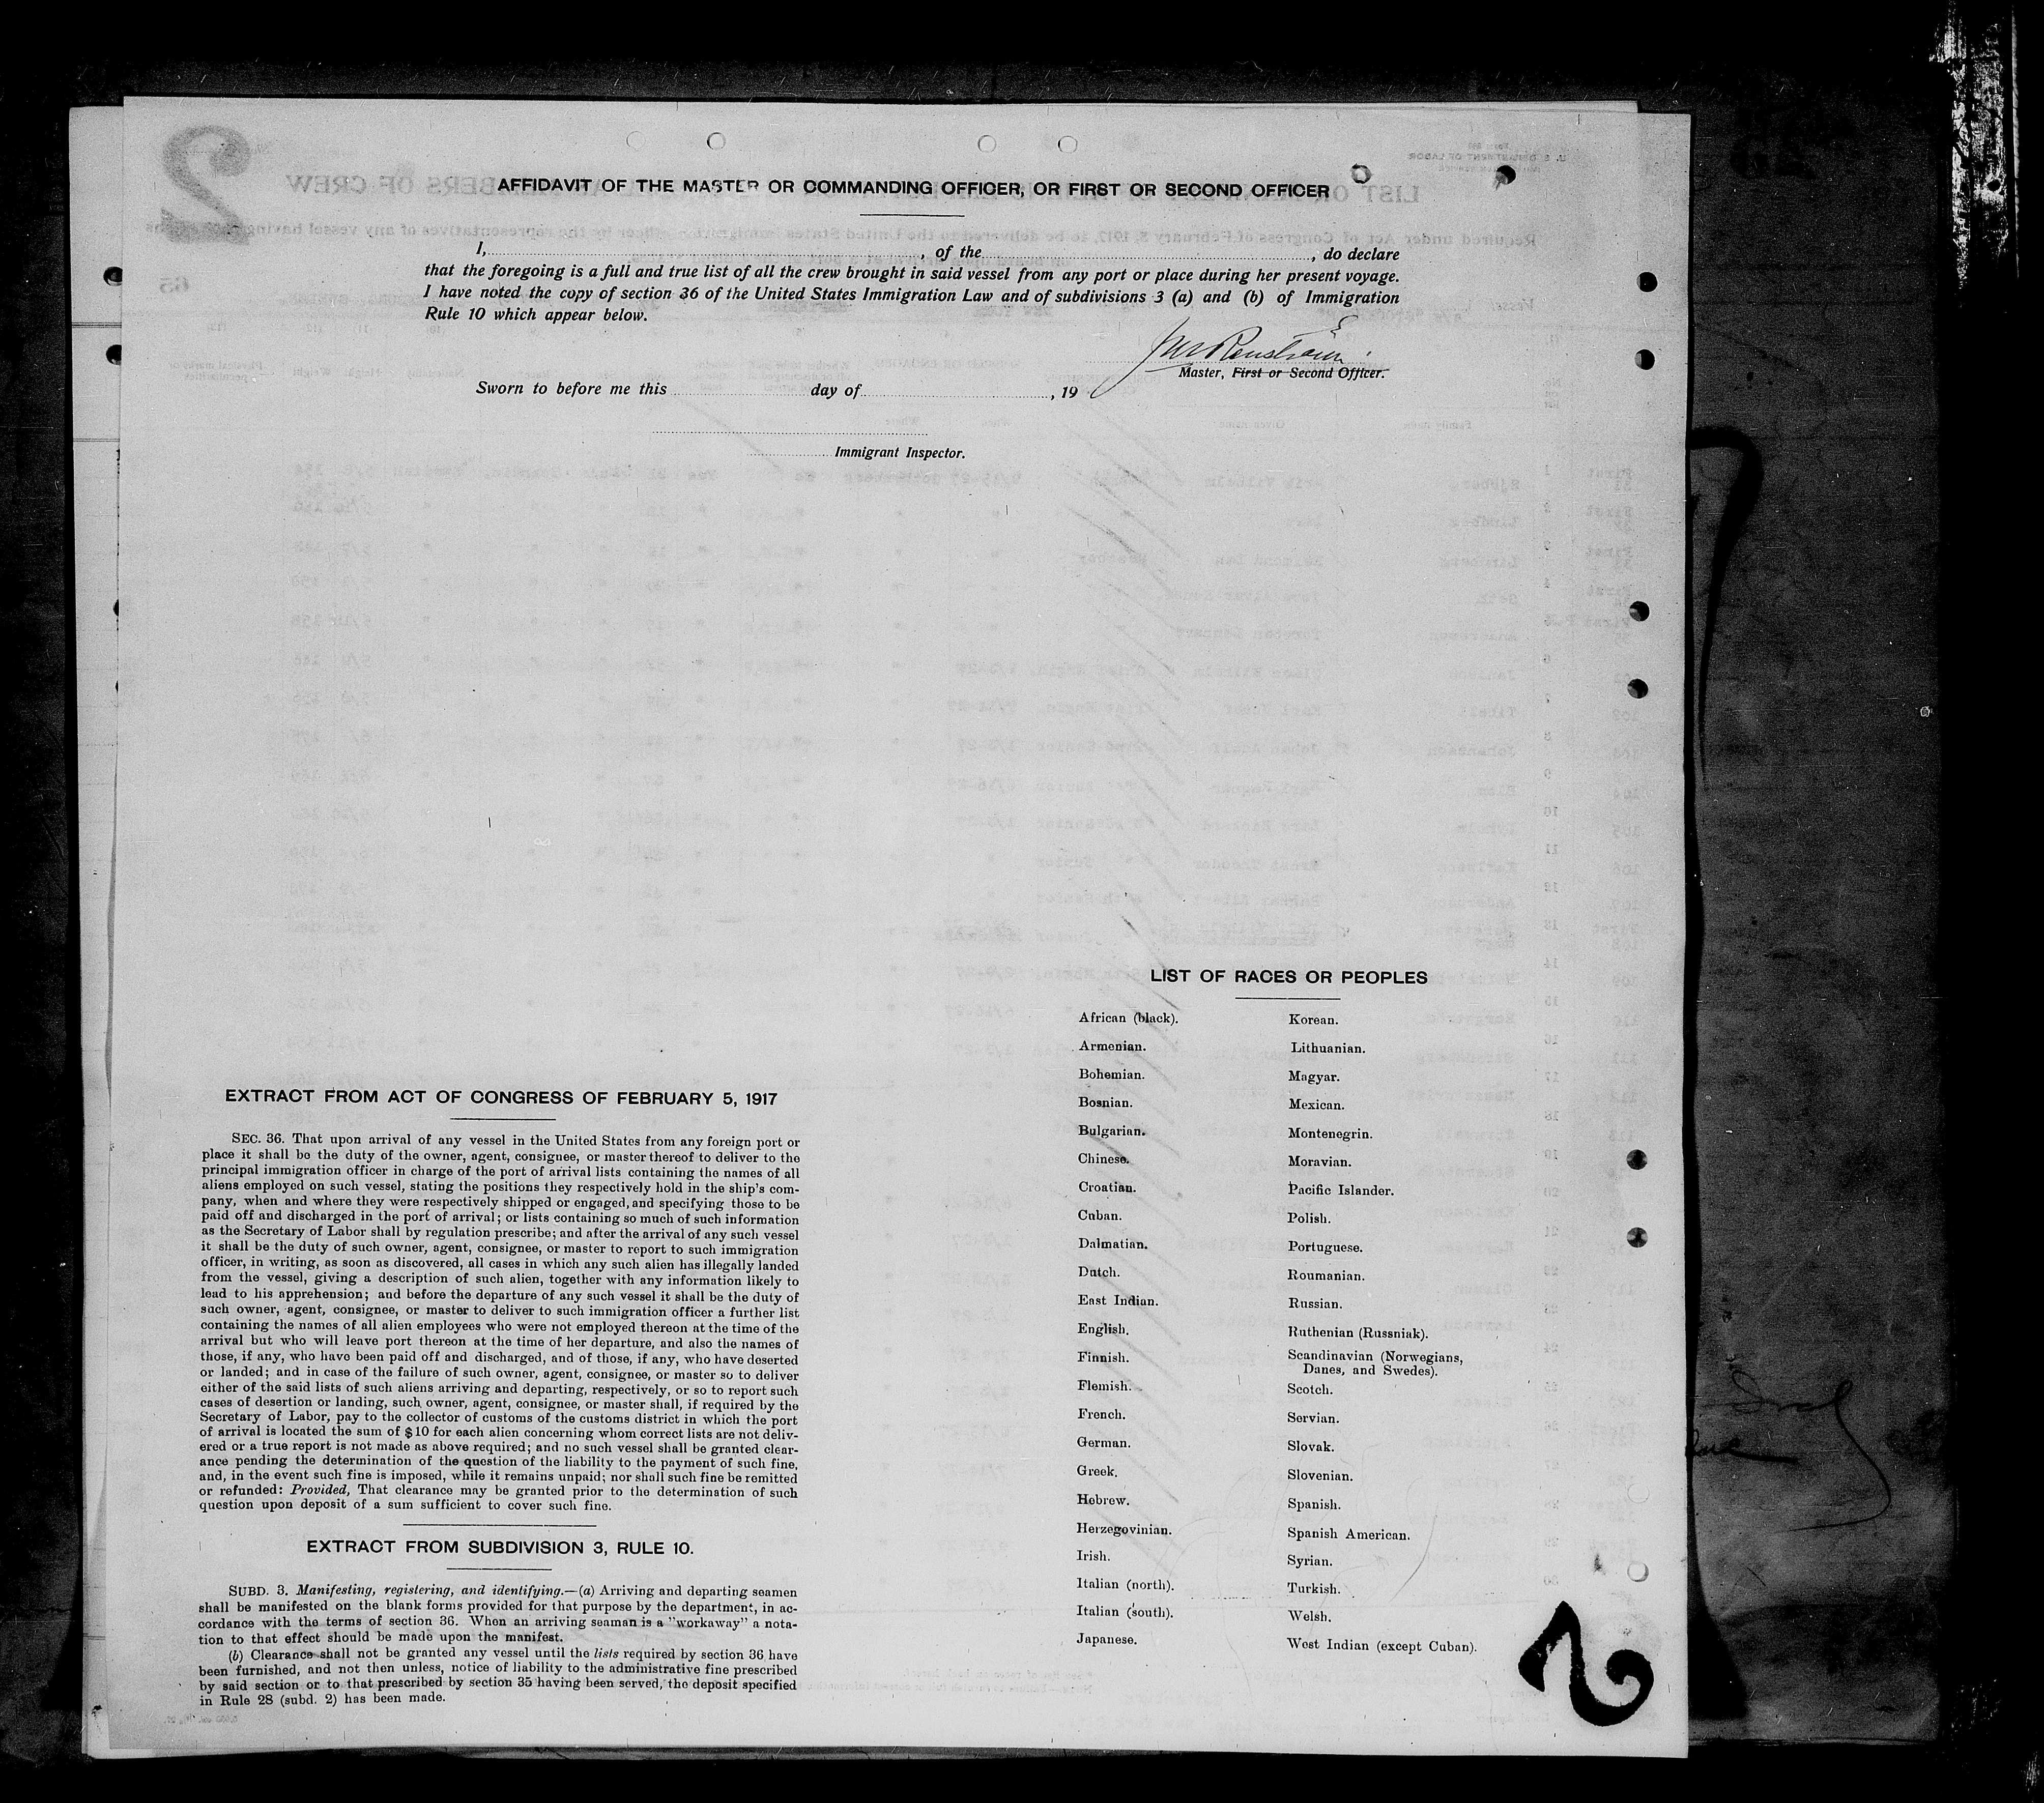 2
AFFIDAVIT OF THE MASTER OR COMMANDING OFFICER, OR FIRST OR SECOND OFFICER
I, , of the , do declare
that the foregoing is a full and true list of all the crew brought in said vessel from any port or place during her present voyage.
I have noted the copy of section 36 of the United States Immigration Law and of subdivisions 3 (a) and (b) of Immigration
Rule 10 which appear below.
Master, First or Second Officer.
Sworn to before me this day of , 19
Immigrant Inspector.
EXTRACT FROM ACT OF CONGRESS OF FEBRUARY 5, 1917
SEC. 36. That upon arrival of any vessel in the United States from any foreign port or
place it shall be the duty of the owner, agent, consignee, or master thereof to deliver to the
principal immigration officer in charge of the port of arrival lists containing the names of all
aliens employed on such vessel, stating the positions they respectively hold in the ship's com-
pany, when and where they were respectively shipped or engaged, and specifying those to be
paid off and discharged in the port of arrival; or lists containing so much of such information
as the Secretary of Labor shall by regulation prescribe; and after the arrival of any such vessel
it shall be the duty of such owner, agent, consignee, or master to report to such immigration
officer, in writing, as soon as discovered, all cases in which any such alien has illegally landed
from the vessel, giving a description of such alien, together with any information likely to
lead to his apprehension; and before the departure of any such vessel it shall be the duty of
such owner, agent, consignee, or master to deliver to such immigration officer a further list
containing the names of all alien employees who were not employed thereon at the time of the
arrival but who will leave port thereon at the time of her departure, and also the names of
those, if any, who have been paid off and discharged, and of those, if any, who have deserted
or landed; and in case of the failure of such owner, agent, consignee, or master so to deliver
either of the said lists of such aliens arriving and departing, respectively, or so to report such
cases of desertion or landing, such owner, agent, consignee, or master shall, if required by the
Secretary of Labor, pay to the collector of customs of the customs district in which the port
of arrival is located the sum of $10 for each alien concerning whom correct lists are not deliv-
ered or a true report is not made as above required; and no such vessel shall be granted clear-
ance pending the determination of the question of the liability to the payment of such fine,
and, in the event such fine is imposed, while it remains unpaid; nor shall such fine be remitted
or refunded: Provided, That clearance may be granted prior to the determination of such
question upon deposit of a sum sufficient to cover such fine.
EXTRACT FROM SUBDIVISION 3, RULE 10.
SUBD. 3. Manifesting, registering, and identifying.—(a) Arriving and departing seamen
shall be manifested on the blank forms provided for that purpose by the department, in ac-
cordance with the terms of section 36. When an arriving seaman is a "workaway" a nota-
tion to that effect should be made upon the manifest.
(b) Clearance shall not be granted any vessel until the lists required by section 36 have
been furnished, and not then unless, notice of liability to the administrative fine prescribed
by said section or to that prescribed by section 35 having been served, the deposit specified
in Rule 28 (subd. 2) has been made.
LIST OF RACES OR PEOPLES
African (black).
Armenian.
Bohemian.
Bosnian.
Bulgarian.
Chinese.
Croatian.
Cuban.
Dalmatian.
Dutch.
East Indian.
English.
Finnish.
Flemish.
French.
German.
Greek.
Hebrew.
Herzegovinian.
Irish.
Italian (north).
Italian (south).
Japanese.
Korean.
Lithuanian.
Magyar.
Mexican.
Montenegrin.
Moravian.
Pacific Islander.
Polish.
Portuguese.
Roumanian.
Russian.
Ruthenian (Russniak).
Scandinavian (Norwegians,
Danes, and Swedes).
Scotch.
Servian.
Slovak.
Slovenian.
Spanish.
Spanish American.
Syrian.
Turkish.
Welsh.
West Indian (except Cuban).
2